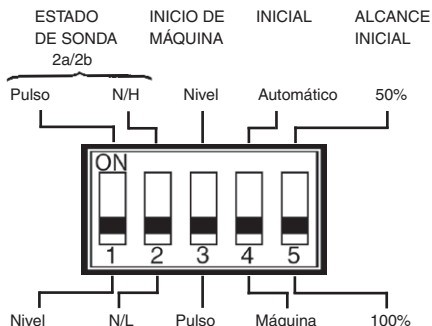 ESTADO INICIO DE INICIAL ALCANCE
DE SONDA MÁQUINA INICIAL
2a/2b
Pulso N/H Nivel Automático 50%
ON
1 2 3 4 5
Nivel N/L Pulso Máquina 100%